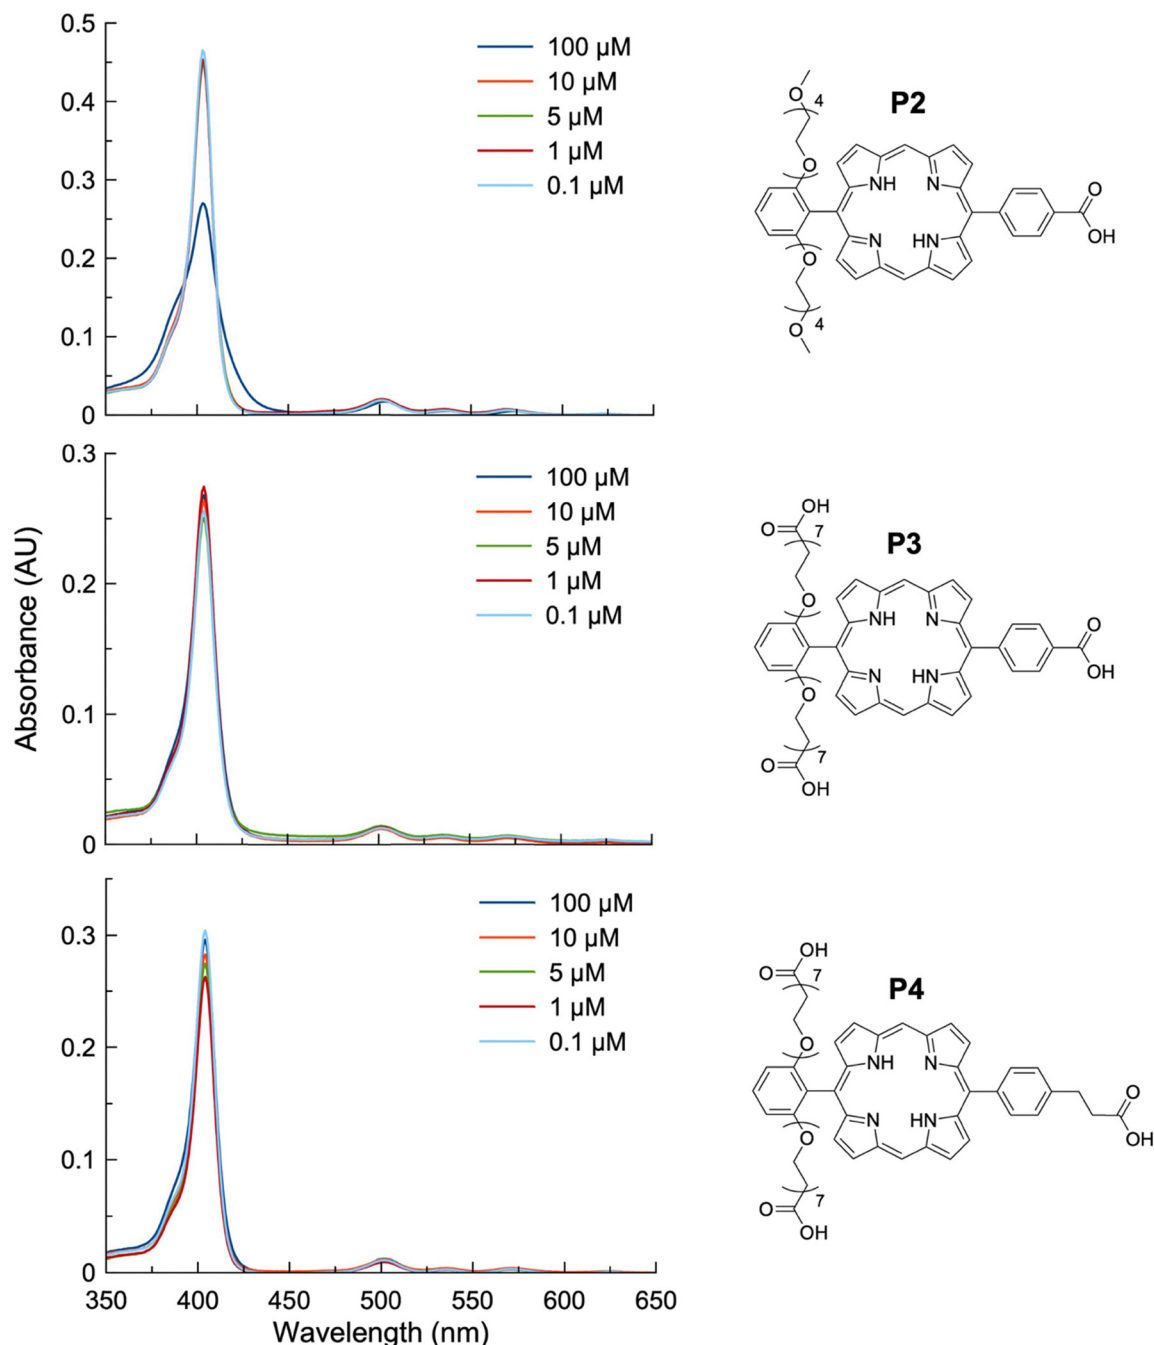 0.5
0.4
0.3
0.2
0.1
0
100 µM
10 µM
5 µM
1 µM
0.1 µM
P2
O
4
O
NH
N
N
HN
O
OH
O
4
O
4
0.3
0.2
0.1
0
100 µM
10 µM
5 µM
1 µM
0.1 µM
P3
OH
O
7
O
NH
N
N
HN
O
OH
O
7
O
OH
Absorbance (AU)
0.3
0.2
0.1
0
100 µM
10 µM
5 µM
1 µM
0.1 µM
P4
OH
O
7
O
NH
N
N
HN
O
OH
O
7
O
OH
350 400 450 500 550 600 650
Wavelength (nm)